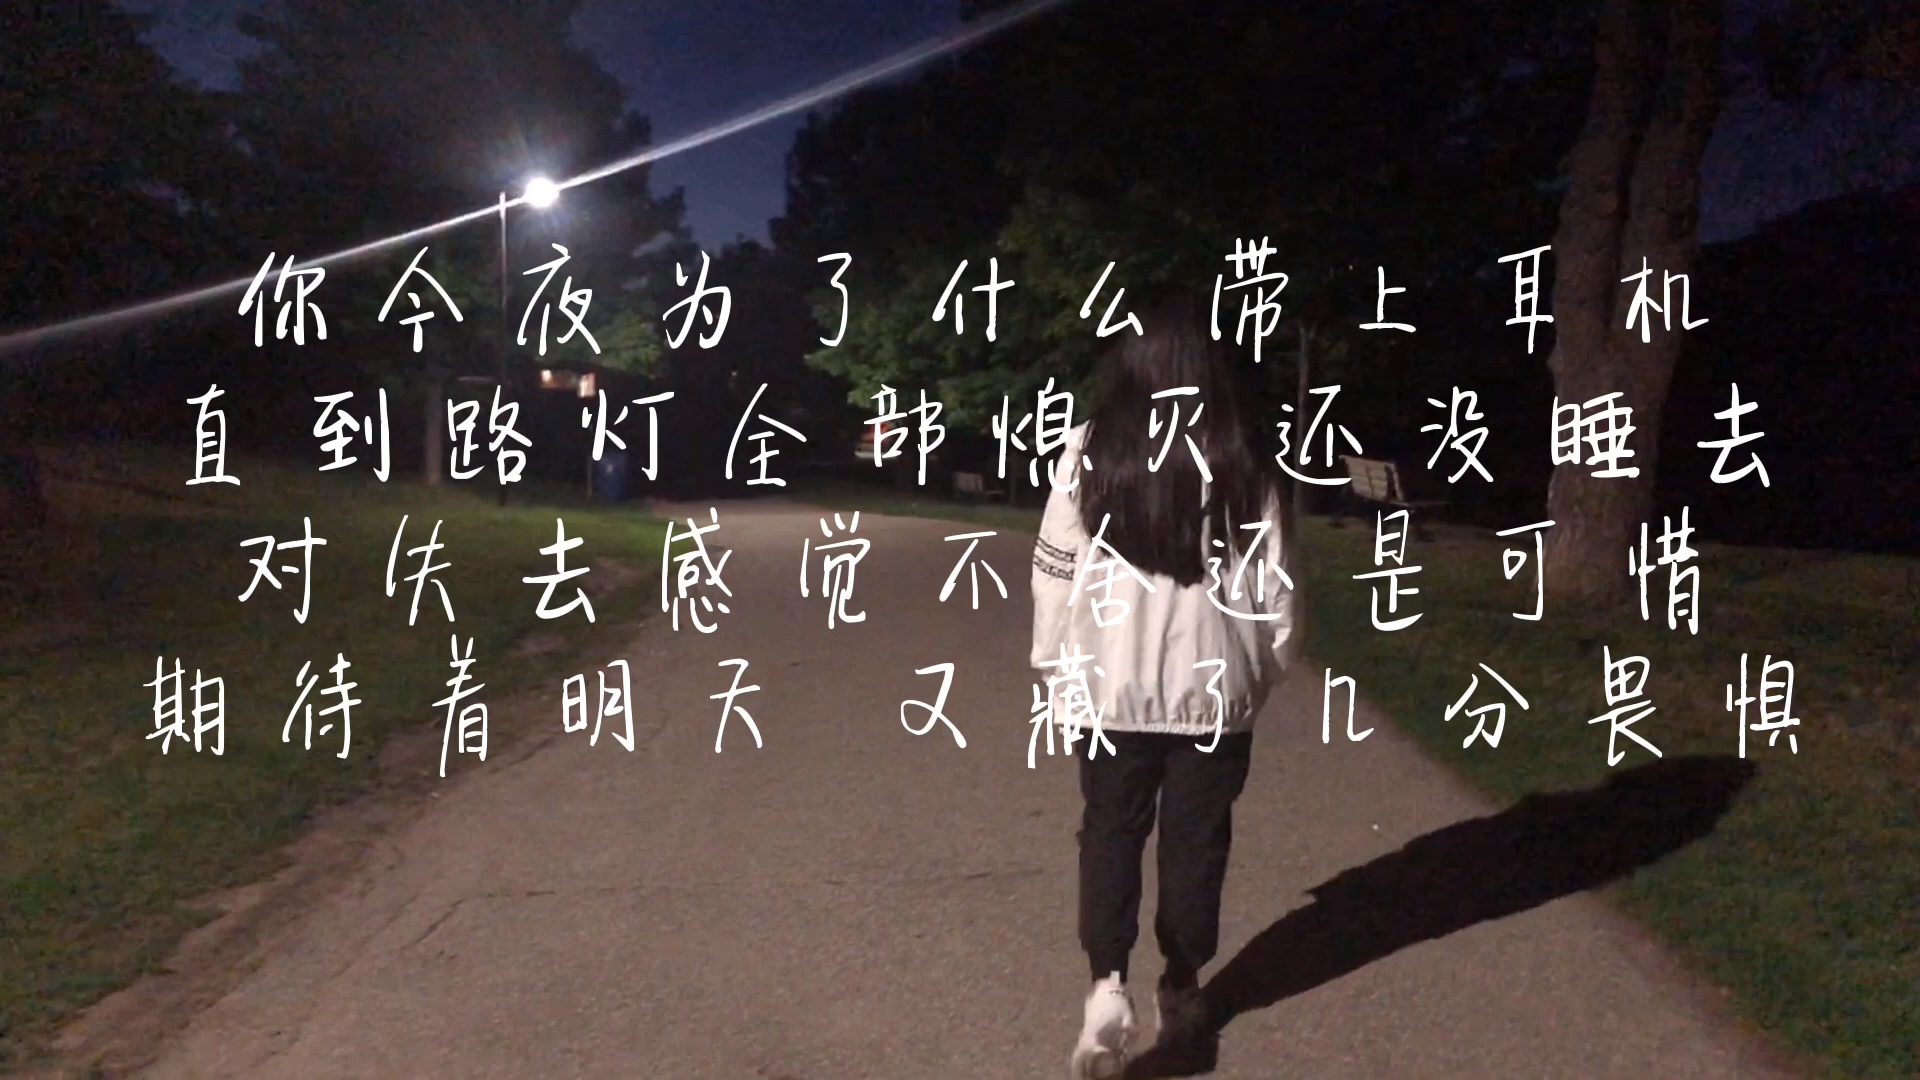 你今夜为了什么带上耳机
直到路灯全部熄灭还没睡去
对失去感觉不舍还是可惜
期待着明天 又藏了几分畏惧